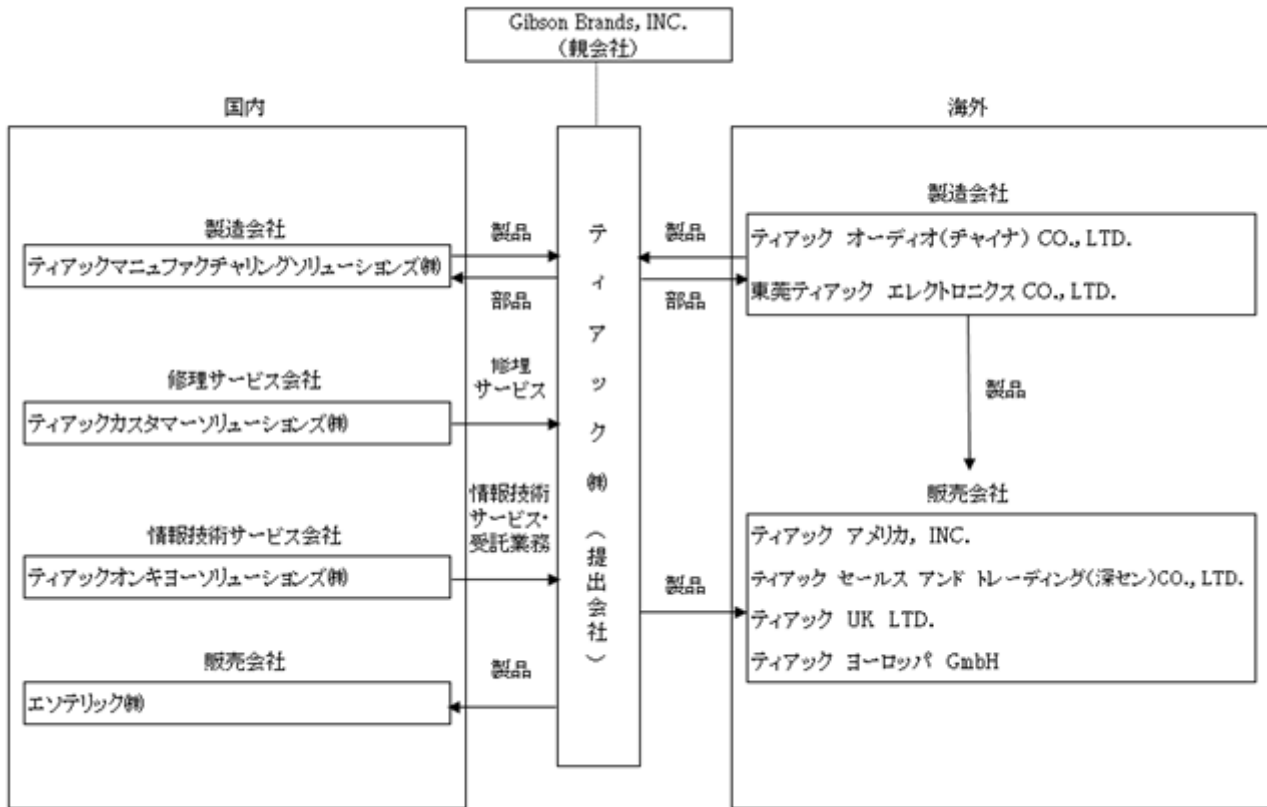 Gibson Brands, INC.
（親会社）
国内
製造会社
ティアックマニュファクチャリングソリューションズ㈱
修理サービス会社
ティアックカスタマーソリューションズ㈱
情報技術サービス会社
ティアックオンキヨーソリューションズ㈱
販売会社
エソテリック㈱
製品
部品
修理
サービス
情報技術
サービス・
受託業務
製品
ティアック㈱（提出会社）
製品
部品
製品
海外
製造会社
ティアック オーディオ(チャイナ) CO.,LTD.
東莞ティアック エレクトロニクス CO.,LTD.
製品
販売会社
ティアック アメリカ, INC.
ティアック セールス アンド トレーディング(深セン)CO.,LTD.
ティアック UK LTD.
ティアック ヨーロッパ GmbH